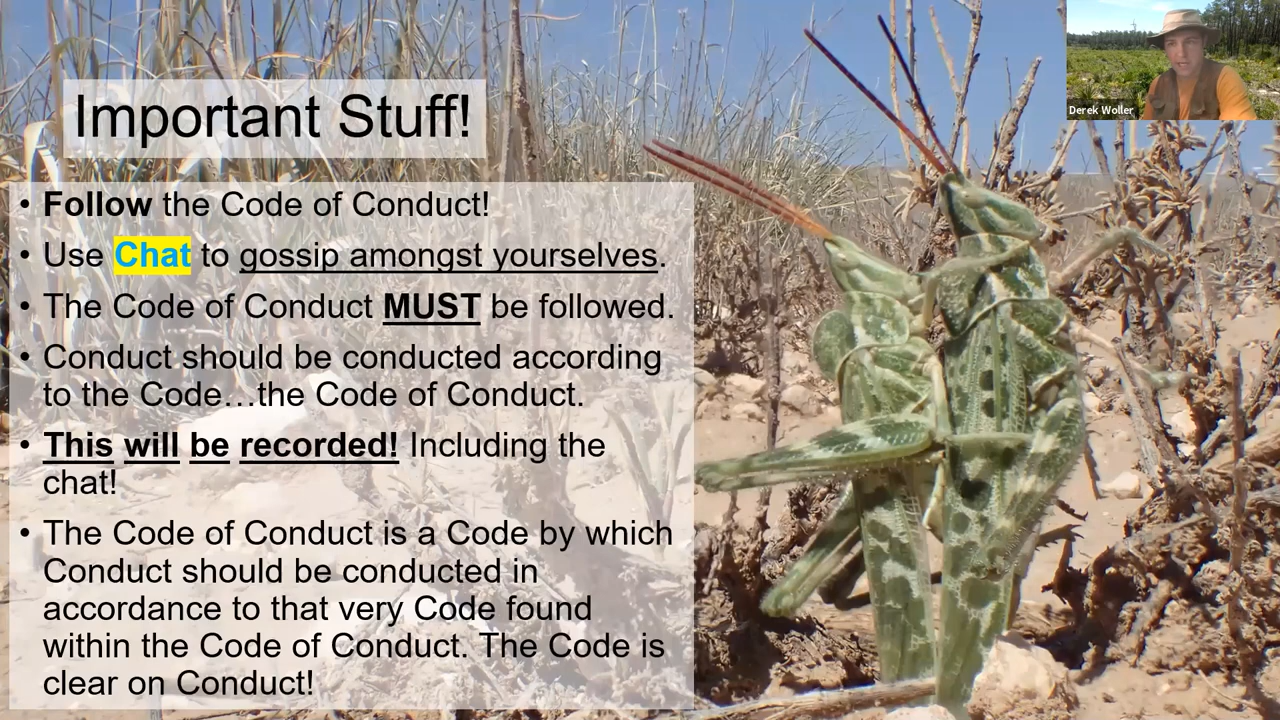 Important Stuff!
Derek Woller
• Follow the Code of Conduct!
• Use Chat to gossip amongst yourselves.
• The Code of Conduct MUST be followed.
• Conduct should be conducted according
to the Code…the Code of Conduct.
• This will be recorded! Including the
chat!
• The Code of Conduct is a Code by which
Conduct should be conducted in
accordance to that very Code found
within the Code of Conduct. The Code is
clear on Conduct!